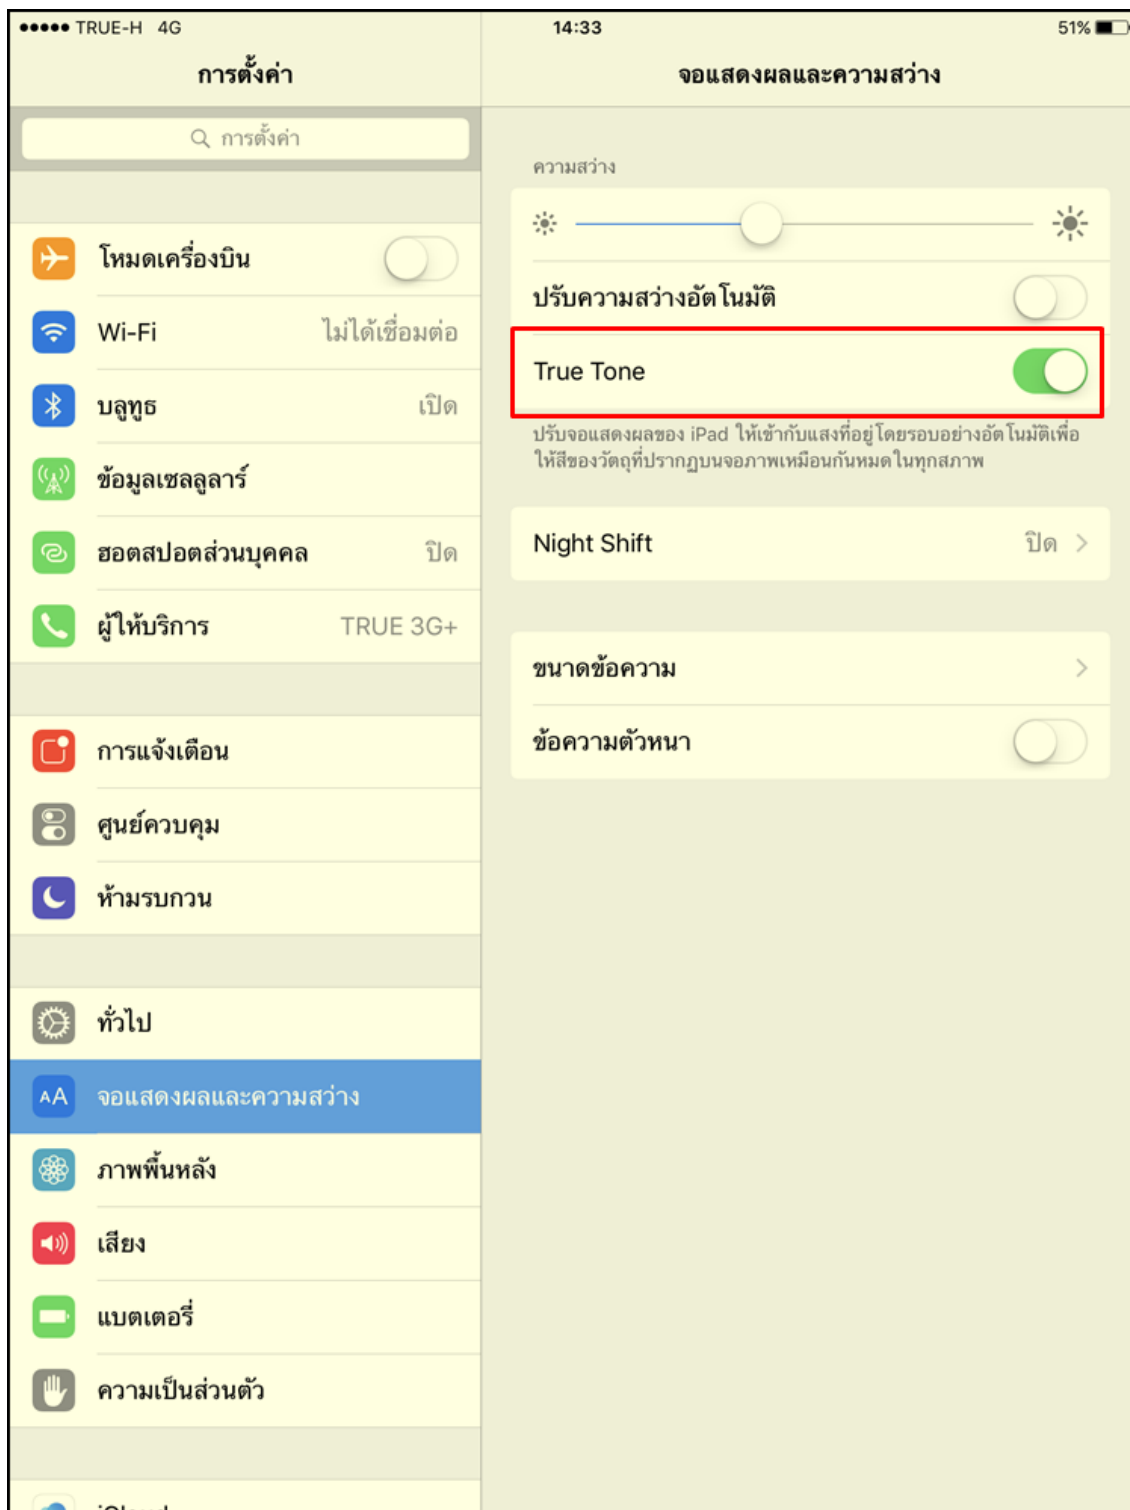 TRUE-H 4G
14:33
51%
การตั้งค่า
จอแสดงผลและความสว่าง
การตั้งค่า
โหมดเครื่องบิน
Wi-Fi ไม่ได้เชื่อมต่อ
บลูทูธ เปิด
ข้อมูลเซลลูลาร์
ฮอตสปอตส่วนบุคคล ปิด
ผู้ให้บริการ TRUE 3G+
การแจ้งเตือน
ศูนย์ควบคุม
ห้ามรบกวน
ทั่วไป
AA จอแสดงผลและความสว่าง
ภาพพื้นหลัง
เสียง
แบตเตอรี่
ความเป็นส่วนตัว
iCloud
ความสว่าง
ปรับความสว่างอัตโนมัติ
True Tone
ปรับจอแสดงผลของ iPad ให้เข้ากับแสงที่อยู่โดยรอบอย่างอัตโนมัติเพื่อ
ให้สีของวัตถุที่ปรากฏบนจอภาพเหมือนกันหมดในทุกสภาพ
Night Shift ปิด
ขนาดข้อความ
ข้อความตัวหนา